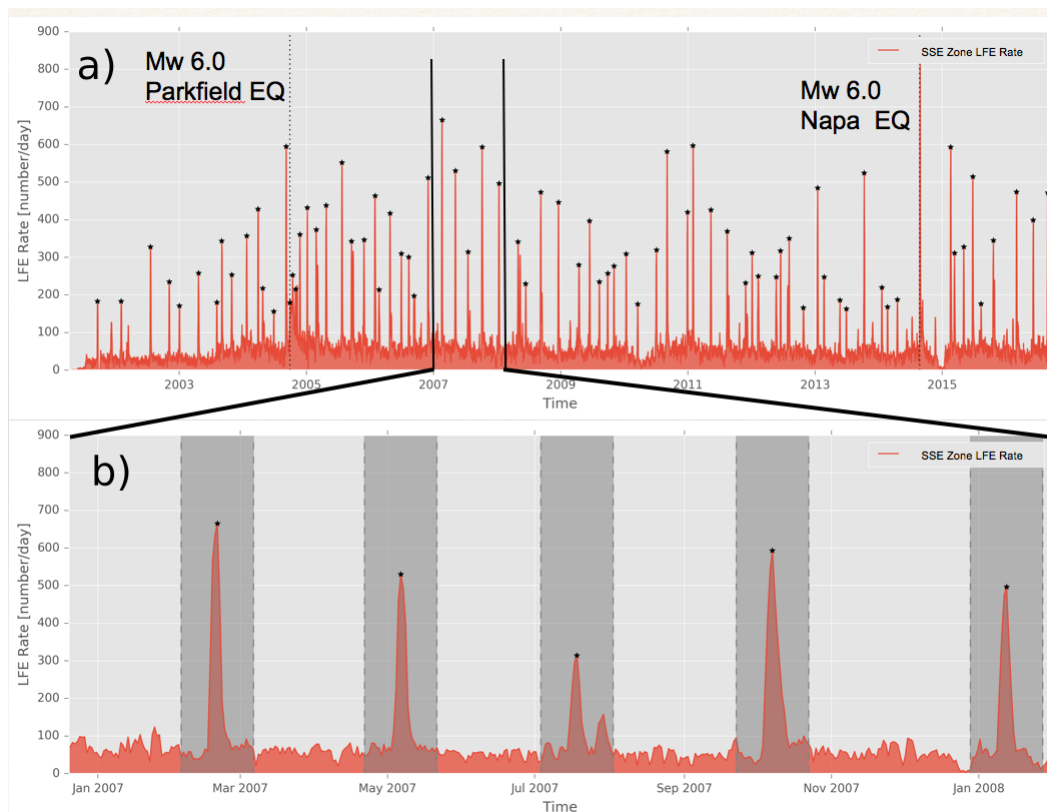 a)
Mw 6.0
Parkfield EQ
Mw 6.0
Napa EQ
SSE Zone LFE Rate
LFE Rate [number/day]
900
800
700
600
500
400
300
200
100
0
2003 2005 2007 2009 2011 2013 2015
Time
b)
SSE Zone LFE Rate
LFE Rate [number/day]
900
800
700
600
500
400
300
200
100
0
Jan 2007 Mar 2007 May 2007 Jul 2007 Sep 2007 Nov 2007 Jan 2008
Time